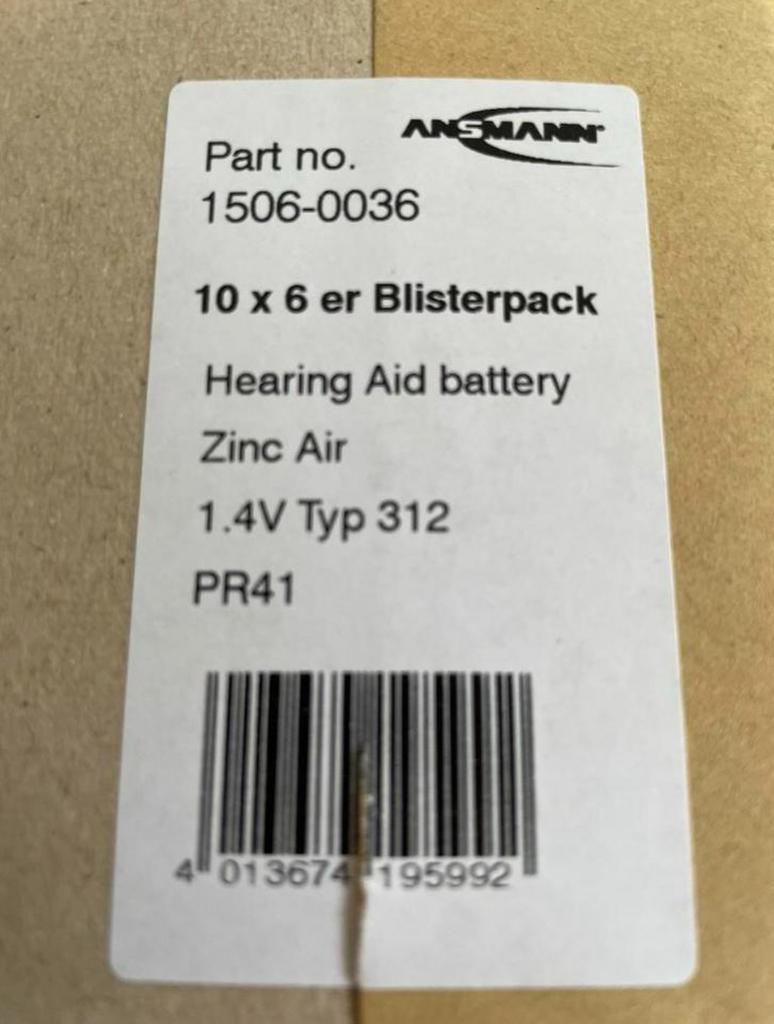 ANSMANN®
Part no.
1506-0036
10 x 6 er Blisterpack
Hearing Aid battery
Zinc Air
1.4V Typ 312
PR41
4 013674 195992